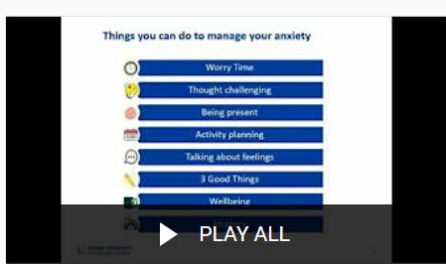 Things you can do to manage your anxiety
Worry Time
Thought challenging
Being present
Activity planning
Talking about feelings
3 Good Things
Wellbeing
PLAY ALL